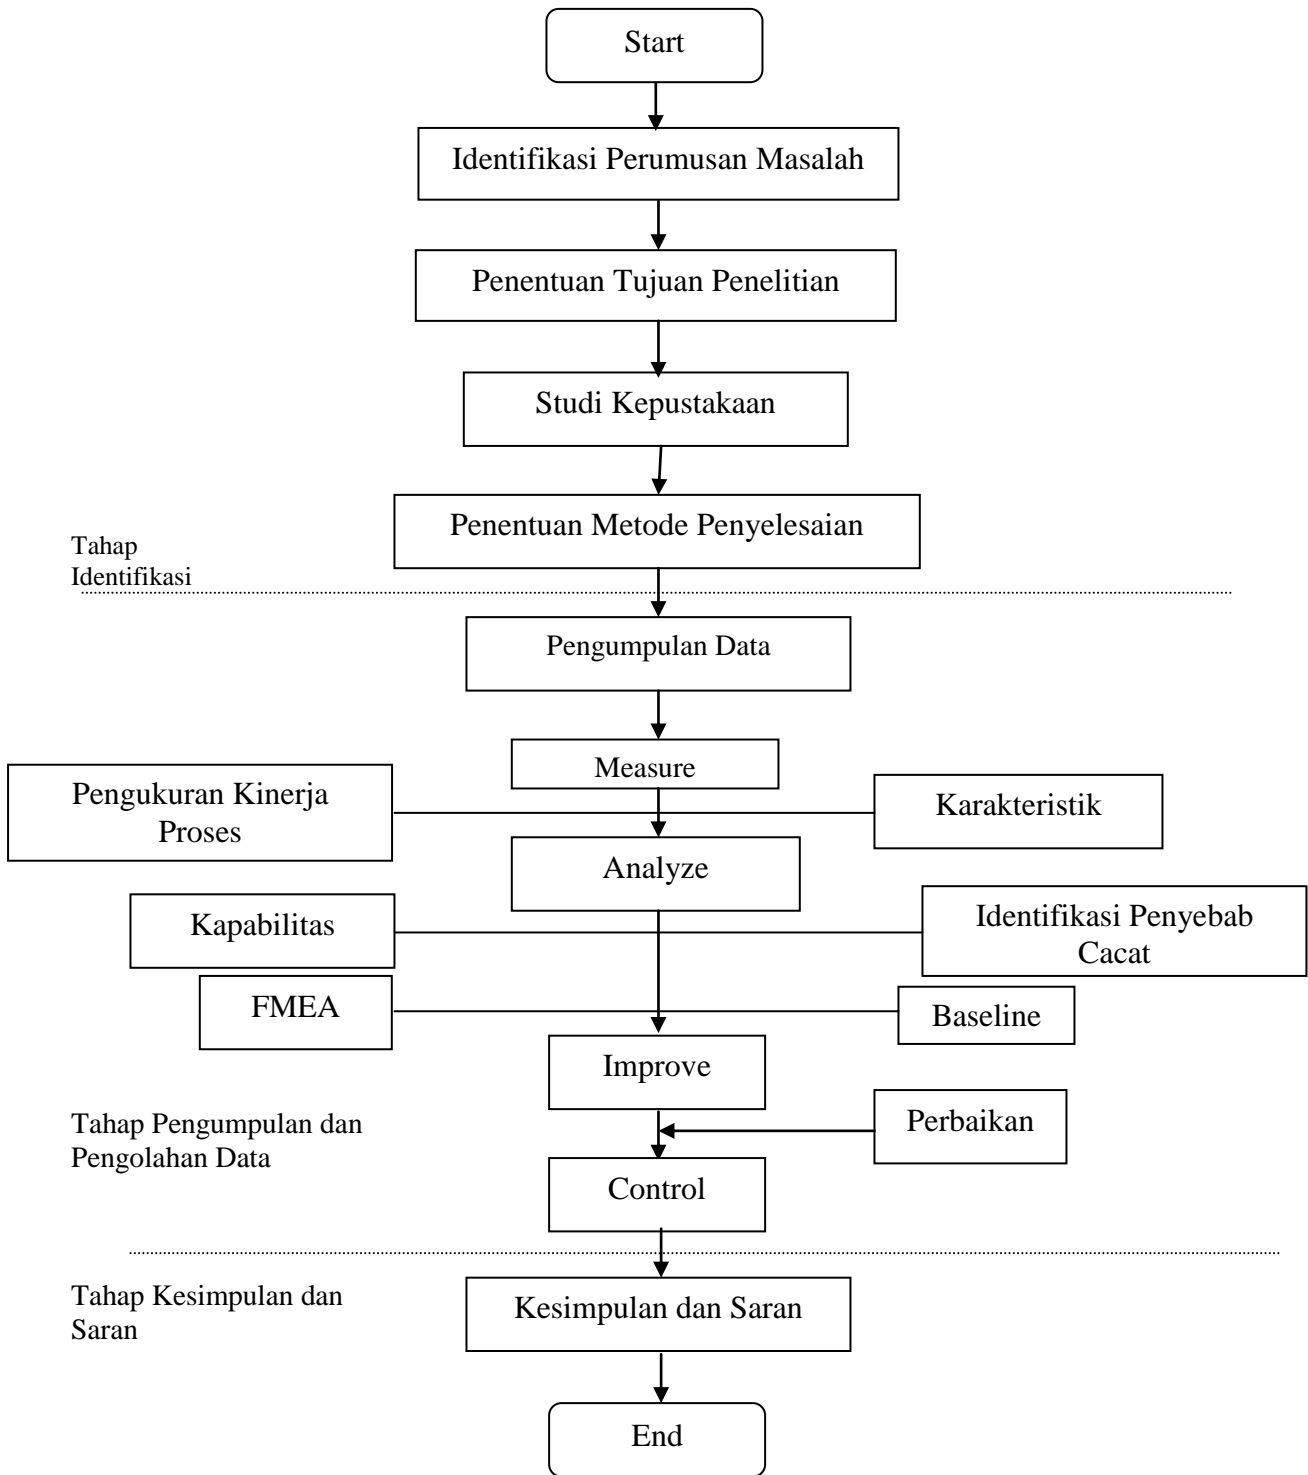 Start
Identifikasi Perumusan Masalah
Penentuan Tujuan Penelitian
Studi Kepustakaan
Penentuan Metode Penyelesaian
Tahap
Identifikasi
Pengumpulan Data
Measure
Pengukuran Kinerja
Proses
Karakteristik
Analyze
Kapabilitas
Identifikasi Penyebab
Cacat
FMEA
Baseline
Improve
Tahap Pengumpulan dan
Pengolahan Data
Perbaikan
Control
Tahap Kesimpulan dan
Saran
Kesimpulan dan Saran
End